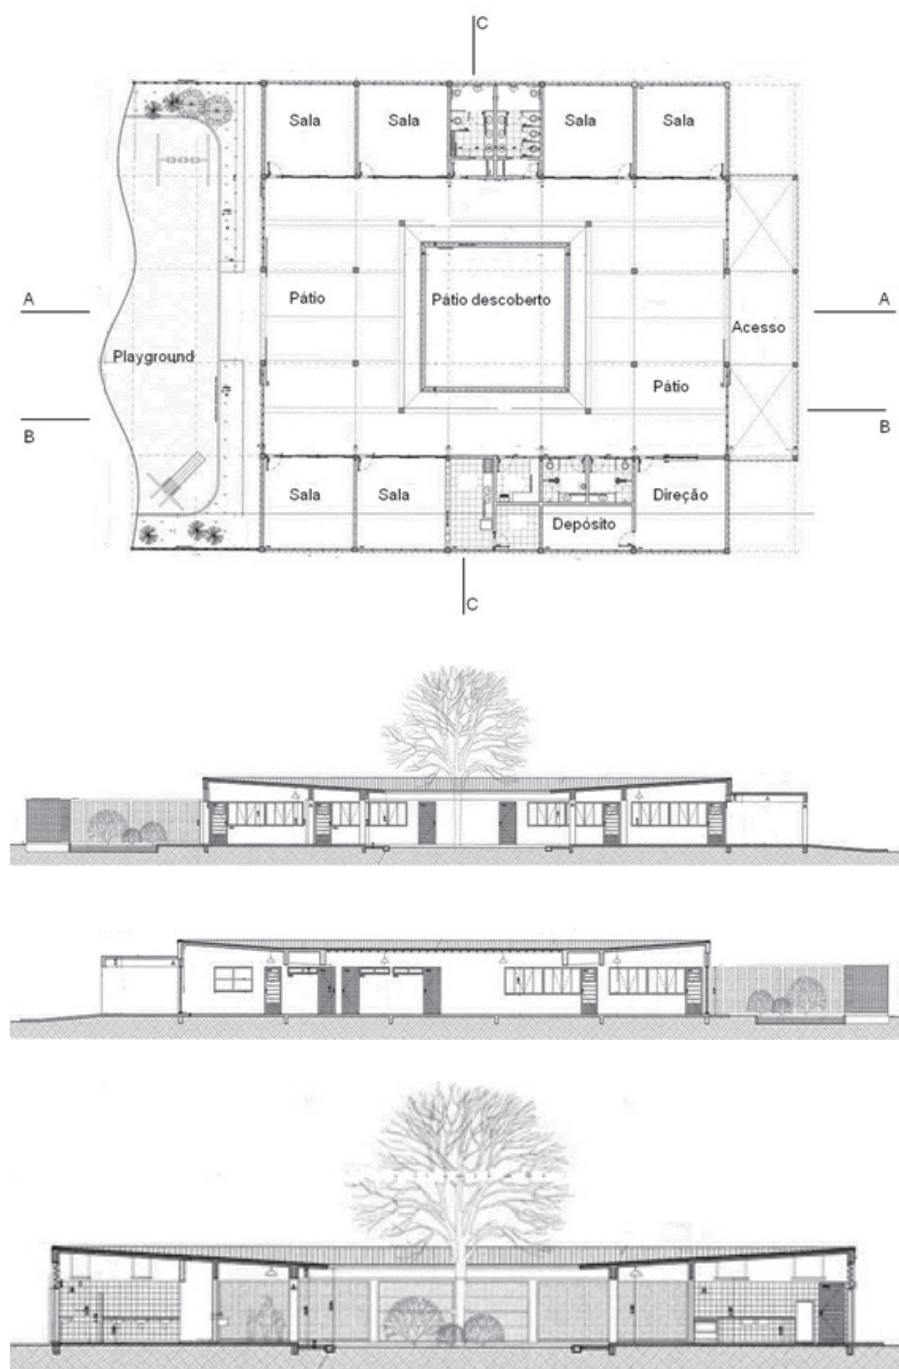 C
Sala
Sala
Sala
Sala
A
Pátio
Pátio descoberto
A
Acesso
Playground
Pátio
B
B
Sala
Sala
Direção
Depósito
C